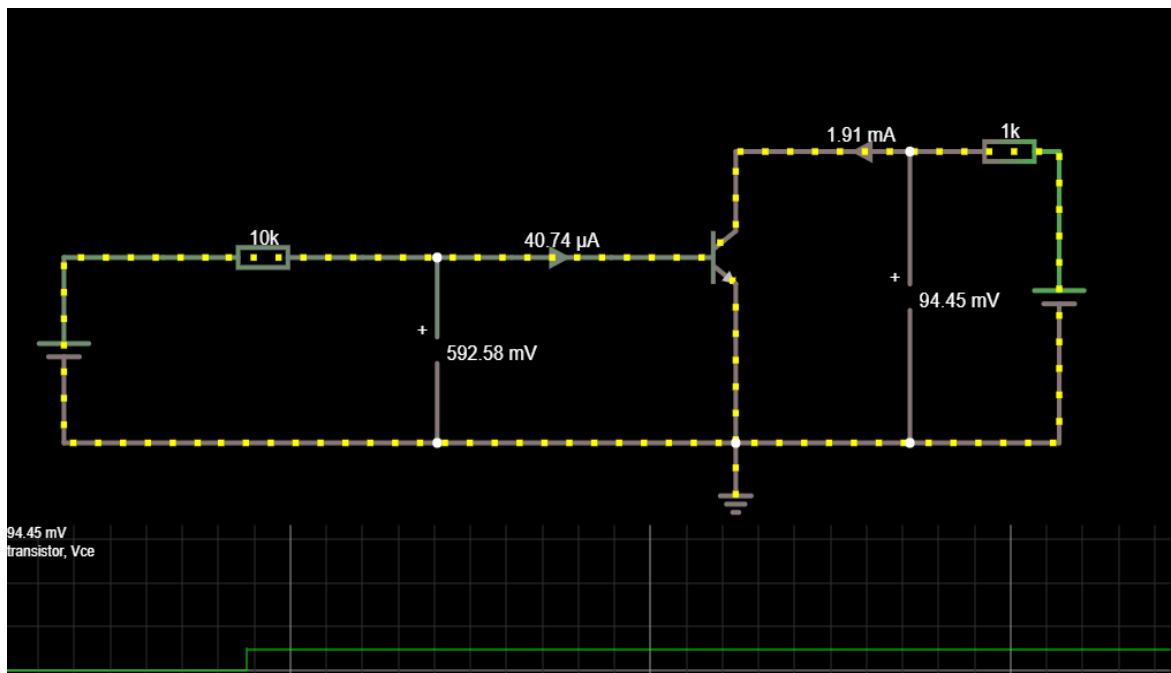 1.91 mA
1k
10k
40.74 µA
+
94.45 mV
+
592.58 mV
94.45 mV
transistor, Vce